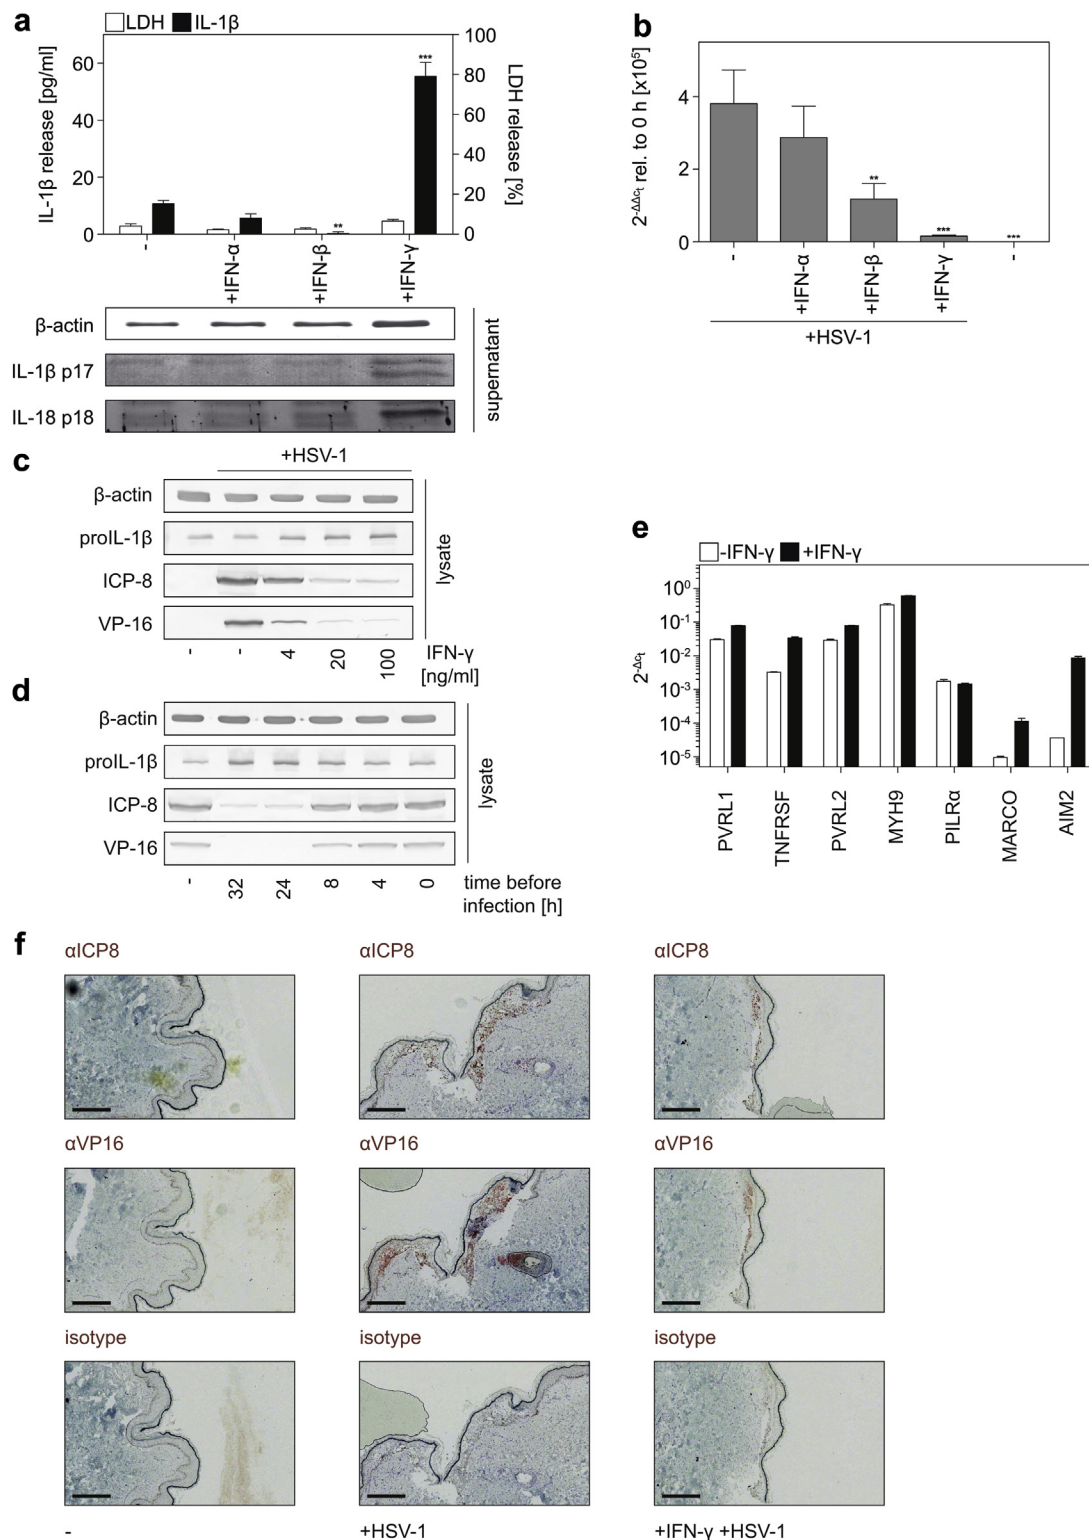 a
LDH IL-1β
IL-1β release [pg/ml]
60
40
20
0
100
80
60
40
20
0
LDH release [%]
***
**
-
+IFN-α
+IFN-β
+IFN-γ
β-actin
IL-1β p17
IL-18 p18
supernatant
b
2-ΔΔct rel. to 0 h [x10⁵]
4
2
0
**
***
***
-
+IFN-α
+IFN-β
+IFN-γ
-
+HSV-1
c
+HSV-1
β-actin
proIL-1β
ICP-8
VP-16
lysate
- - 4 20 100 IFN-γ
[ng/ml]
d
β-actin
proIL-1β
ICP-8
VP-16
lysate
- 32 24 8 4 0 time before
infection [h]
e
-IFN-γ +IFN-γ
2-Δct
10⁰
10⁻¹
10⁻²
10⁻³
10⁻⁴
10⁻⁵
PVRL1
TNFRSF
PVRL2
MYH9
PILRα
MARCO
AIM2
f
αICP8 αICP8 αICP8
αVP16 αVP16 αVP16
isotype isotype isotype
- +HSV-1 +IFN-γ +HSV-1